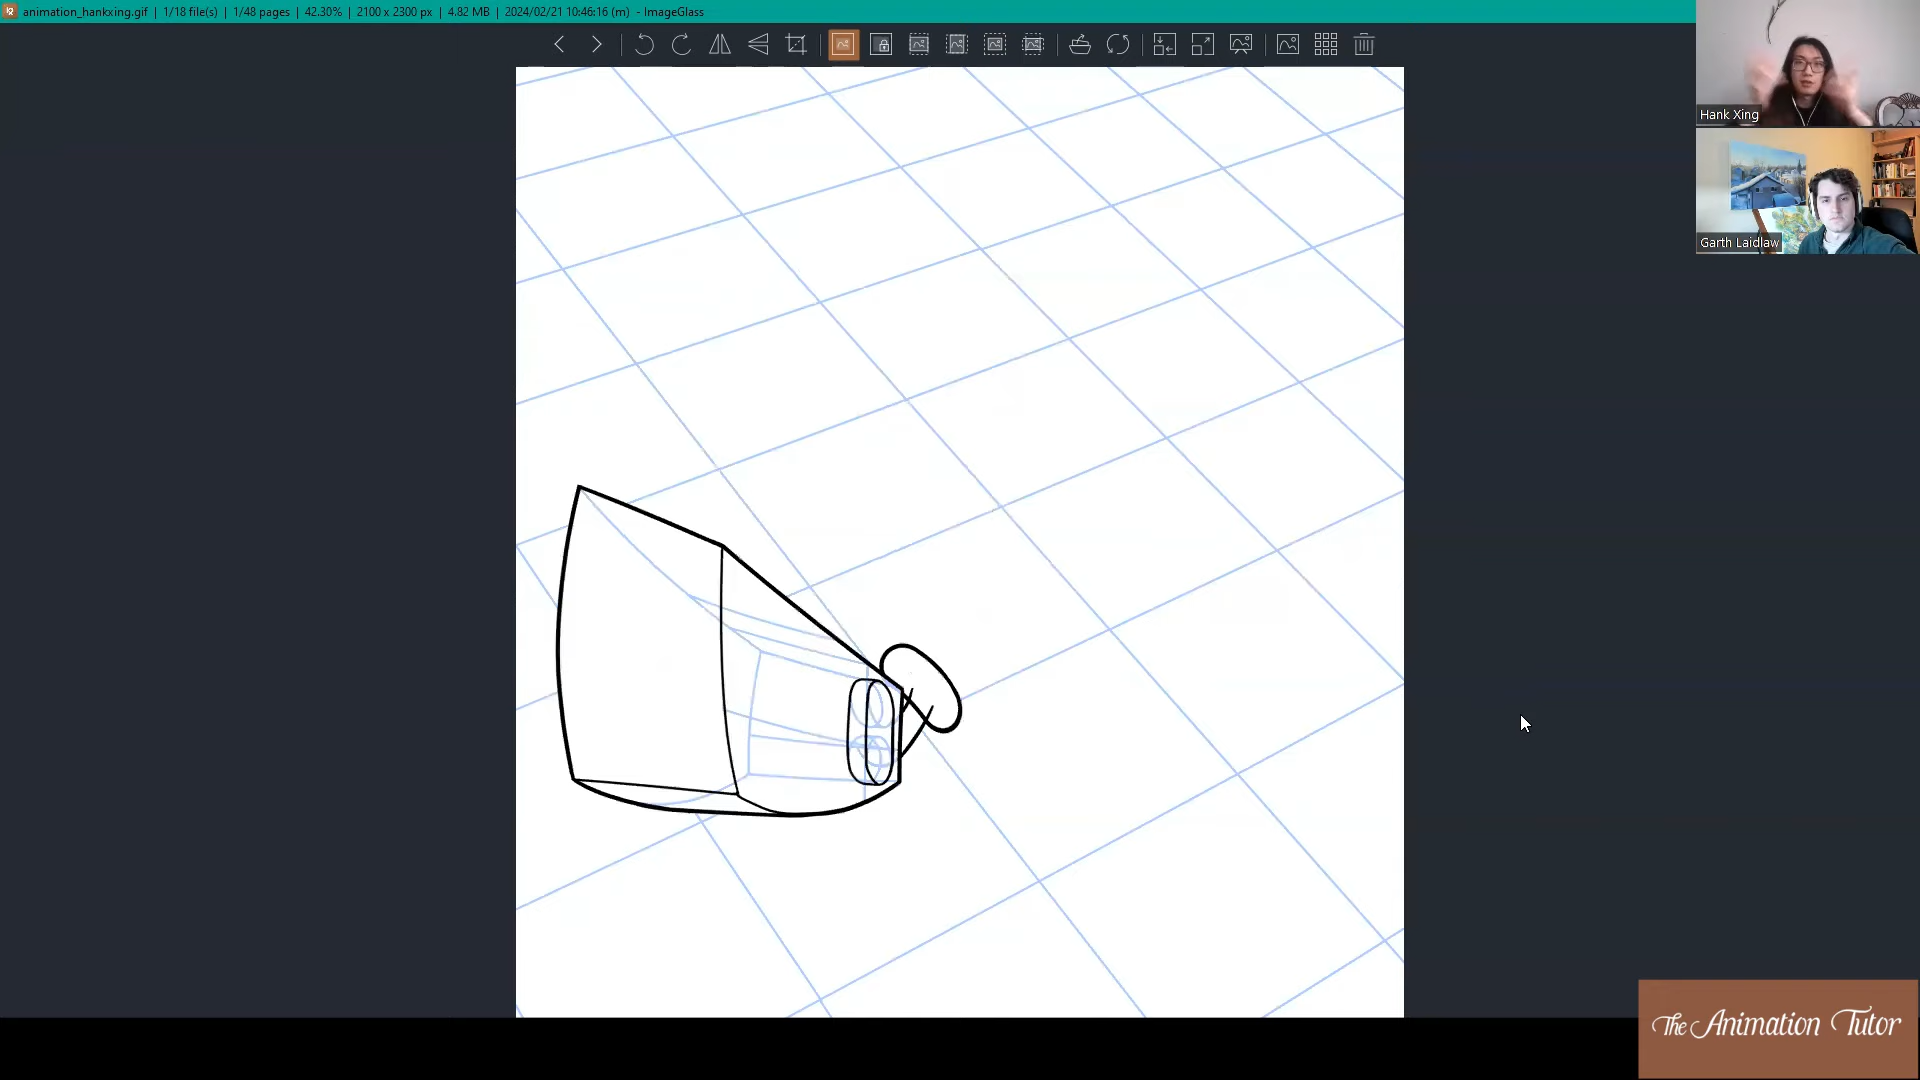 animation_hankxing.gif | 1/18 file(s) | 1/48 pages | 42.30% | 2100 x 2300 px | 4.82 MB | 2024/02/21 10:46:16 (m) - ImageGlass
Hank Xing
Garth Laidlaw
The Animation Tutor